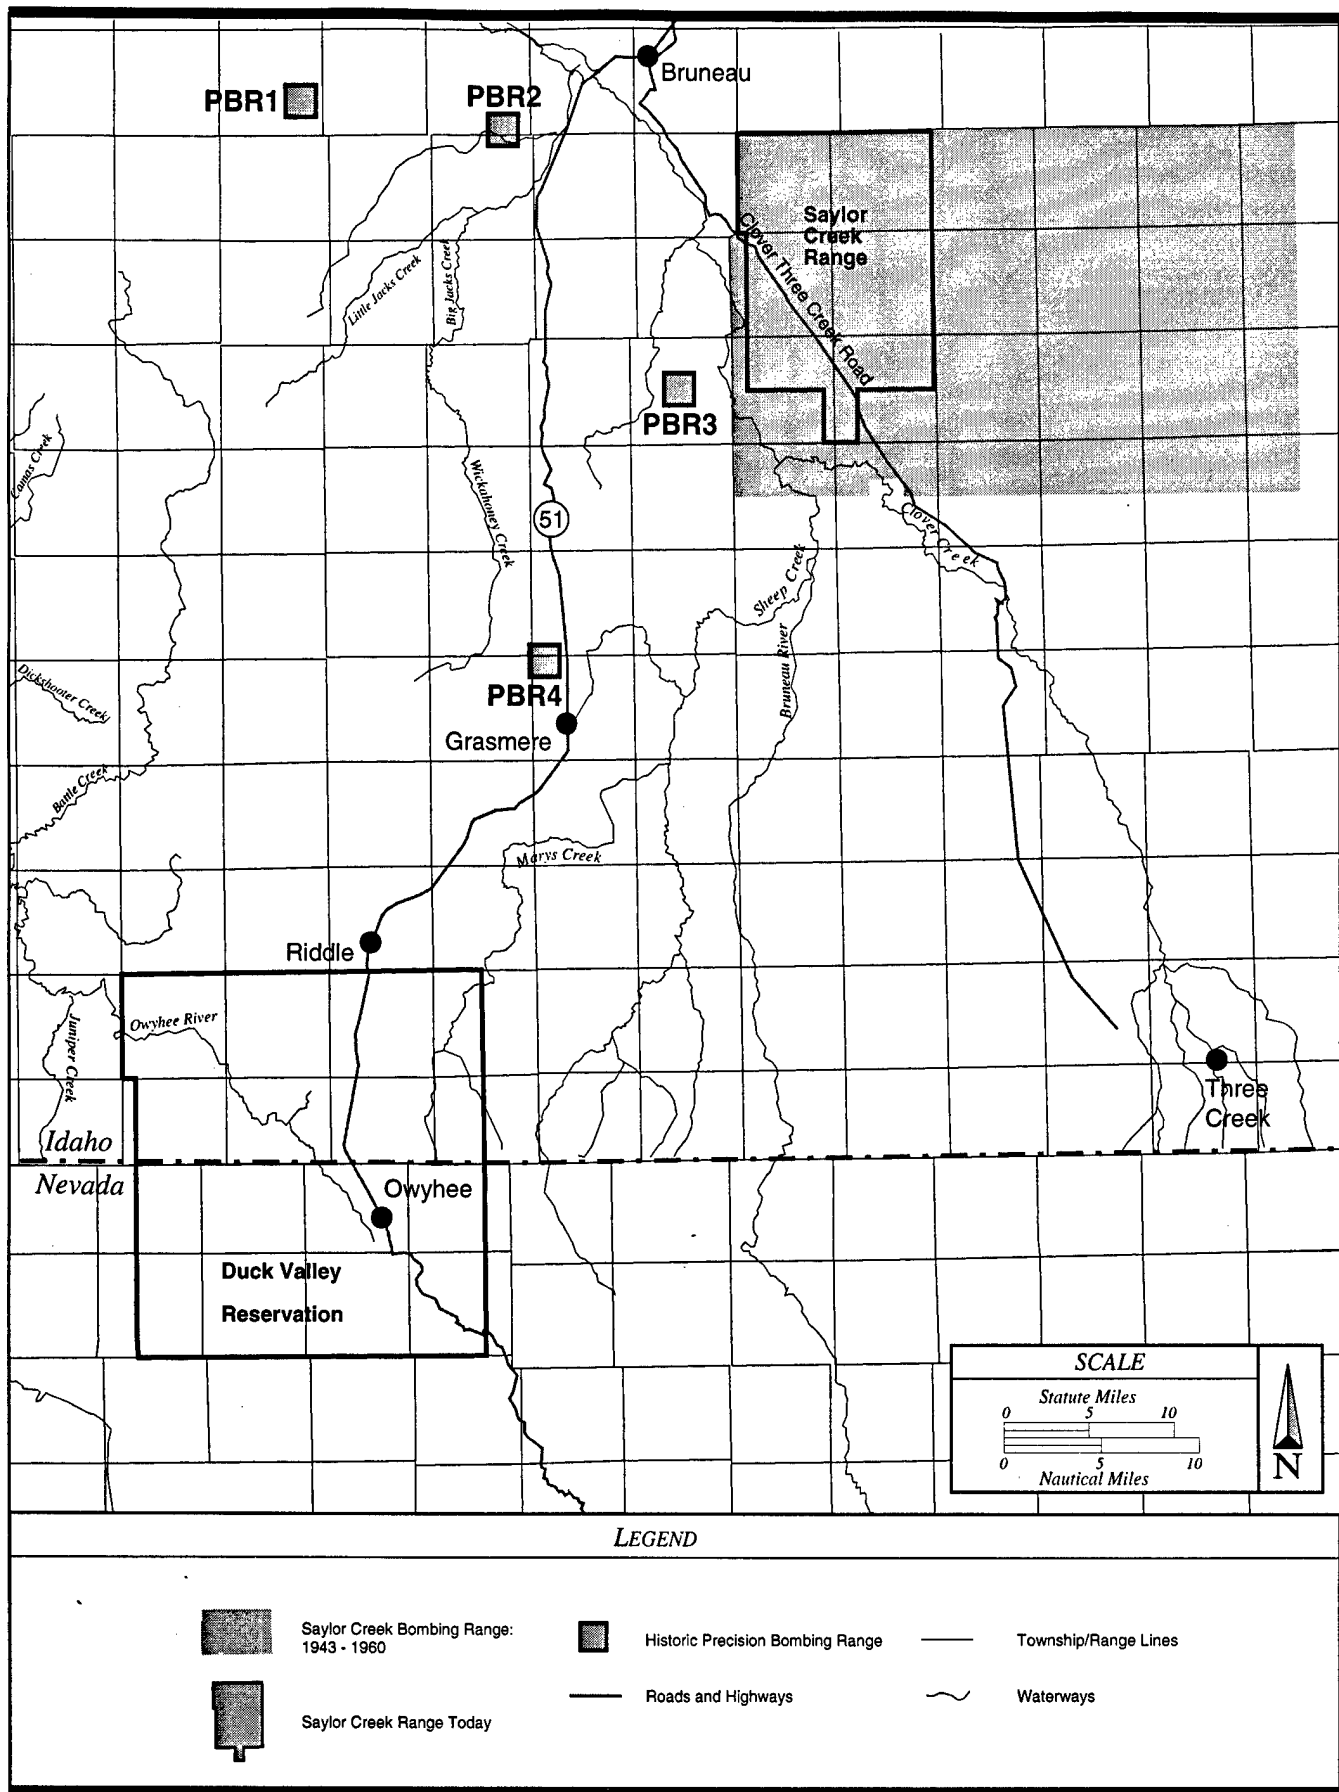 Bruneau
PBR1
PBR2
Saylor
Creek
Range
Clover Three Creek Road
Little Jacks Creek
Big Jacks Creek
PBR3
Camas Creek
Wickahoney Creek
51
Clover Creek
Sheep Creek
Bruneau River
Dickshooter Creek
PBR4
Grasmere
Battle Creek
Marys Creek
Riddle
Owyhee River
Juniper Creek
Three
Creek
Idaho
Nevada
Owyhee
Duck Valley
Reservation
SCALE
Statute Miles
0 5 10
0 5 10
Nautical Miles
N
LEGEND
Saylor Creek Bombing Range:
1943 - 1960
Historic Precision Bombing Range
Township/Range Lines
Roads and Highways
Waterways
Saylor Creek Range Today